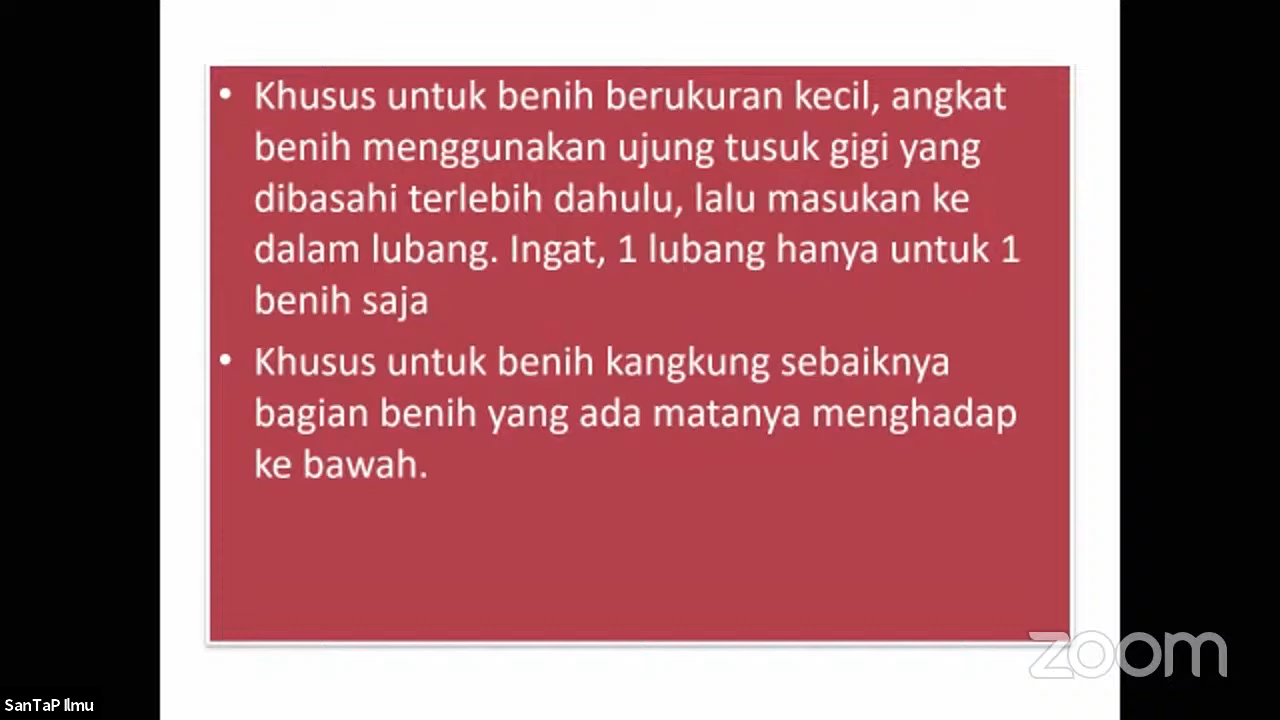 • Khusus untuk benih berukuran kecil, angkat
benih menggunakan ujung tusuk gigi yang
dibasahi terlebih dahulu, lalu masukan ke
dalam lubang. Ingat, 1 lubang hanya untuk 1
benih saja
• Khusus untuk benih kangkung sebaiknya
bagian benih yang ada matanya menghadap
ke bawah.
zoom
SanTaP Ilmu